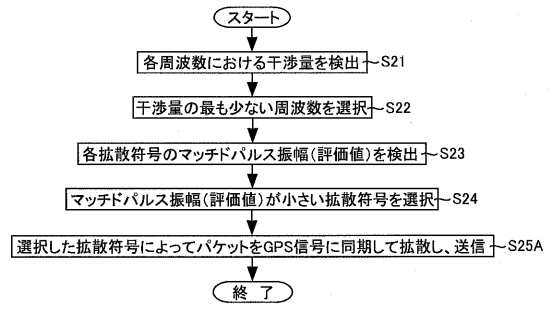 スタート
各周波数における干渉量を検出 S21
干渉量の最も少ない周波数を選択 S22
各拡散符号のマッチドパルス振幅(評価値)を検出 S23
マッチドパルス振幅(評価値)が小さい拡散符号を選択 S24
選択した拡散符号によってパケットをGPS信号に同期して拡散し、送信 S25A
終 了